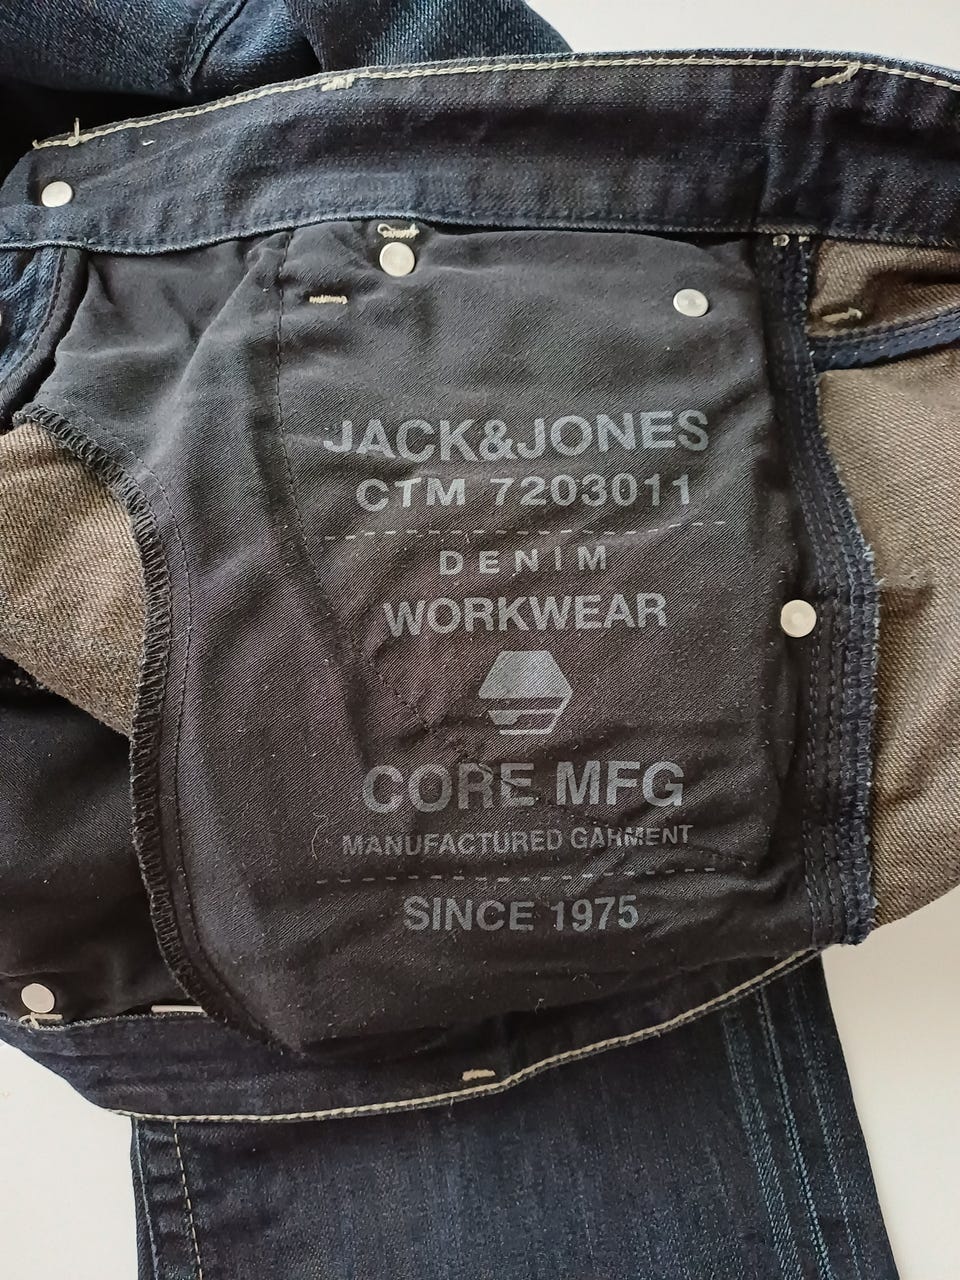 JACK&JONES
CTM 7203011
DENIM
WORKWEAR
CORE MFG
MANUFACTURED GARMENT
SINCE 1975